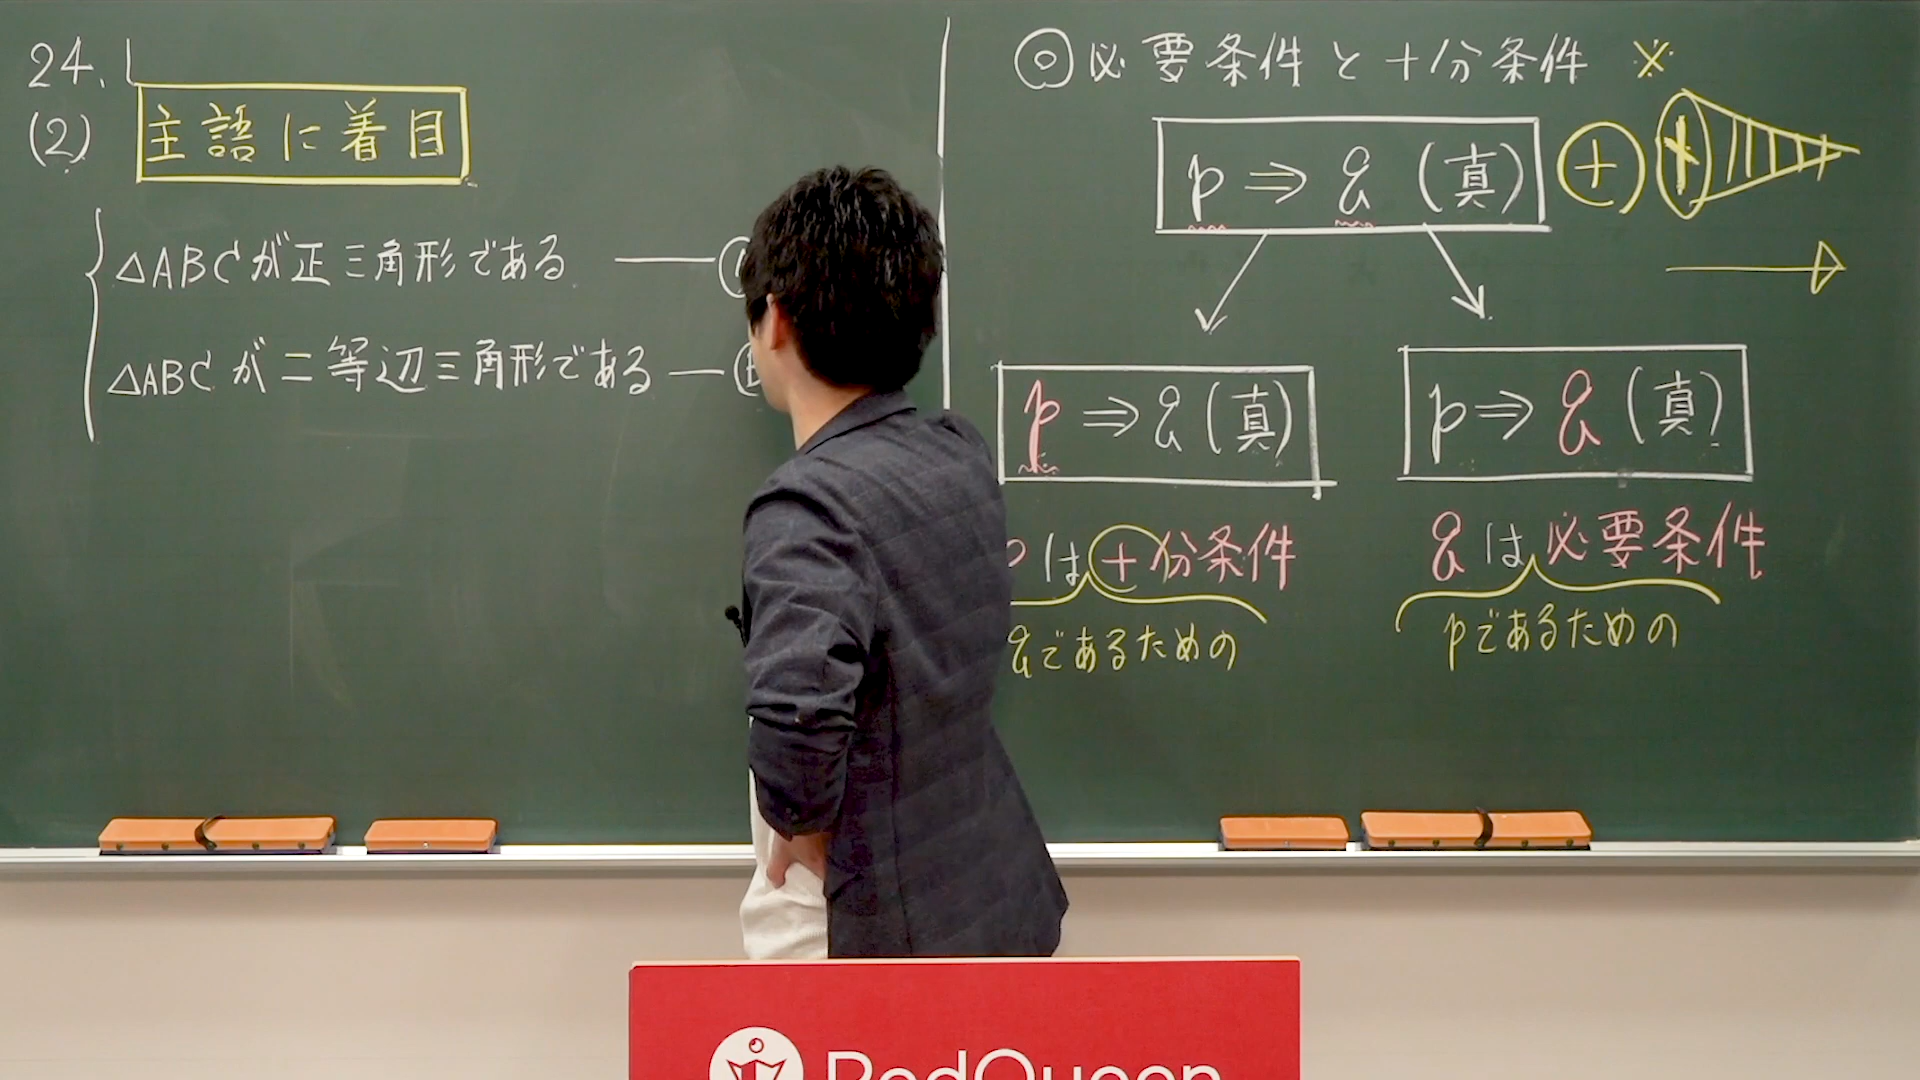 24.
(2) 主語に着目
△ABCが正三角形である
△ABCが二等辺三角形である
◎必要条件と十分条件 ※
p ⇒ q (真) +
p ⇒ q (真)
p ⇒ q (真)
は十分条件
qは必要条件
qであるための
pであるための
RedQueen